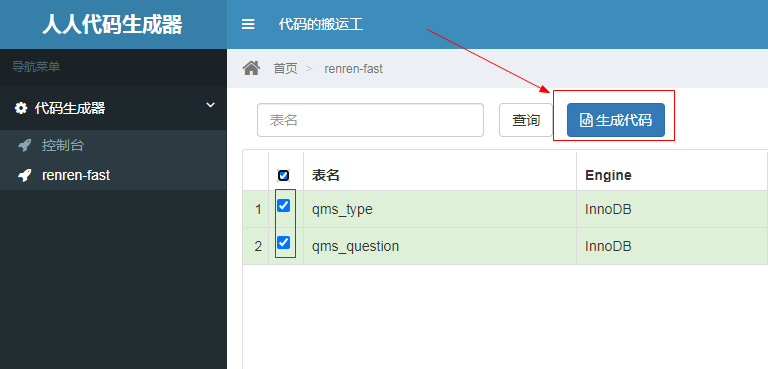 人人代码生成器
代码的搬运工
导航菜单
首页 > renren-fast
代码生成器
表名 查询 生成代码
控制台
renren-fast
表名 Engine
1 qms_type InnoDB
2 qms_question InnoDB